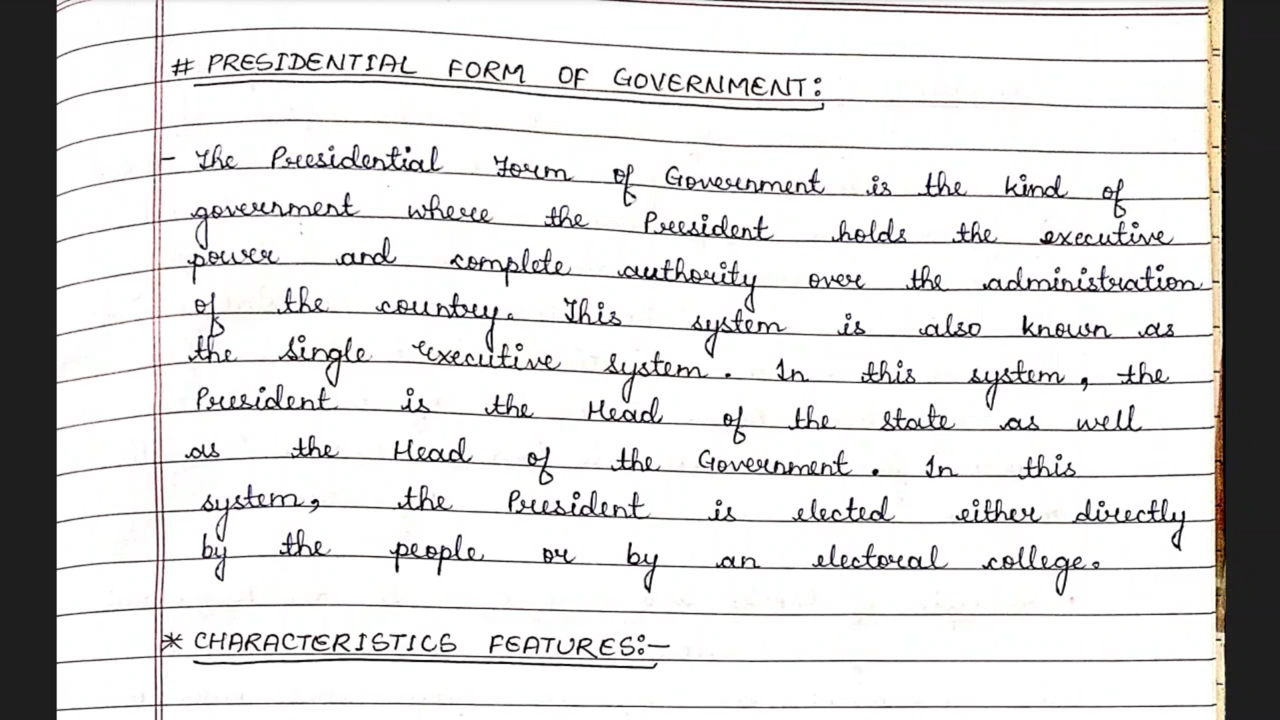 # PRESIDENTIAL FORM OF GOVERNMENT:
- The Presidential Form of Government is the kind of
government where the President holds the executive
power and complete authority over the administration
of the country. This system is also known as
the single executive system. In this system, the
President is the Head of the state as well
as the Head of the Government. In this
system, the President is elected either directly
by the people or by an electoral college.
* CHARACTERISTICS FEATURES:-